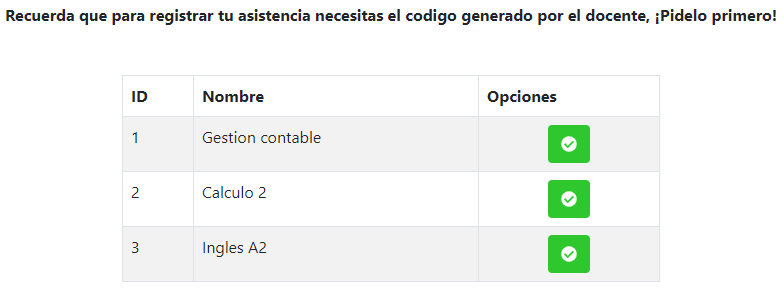 Recuerda que para registrar tu asistencia necesitas el codigo generado por el docente, ¡Pidelo primero!
ID Nombre Opciones
1 Gestion contable
2 Calculo 2
3 Ingles A2